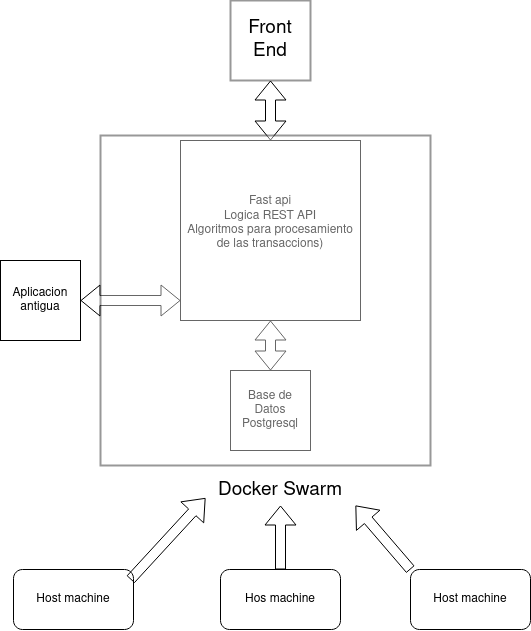 Front
End
Fast api
Logica REST API
Algoritmos para procesamiento
de las transaccions)
Aplicacion
antigua
Base de
Datos
Postgresql
Docker Swarm
Host machine
Hos machine
Host machine